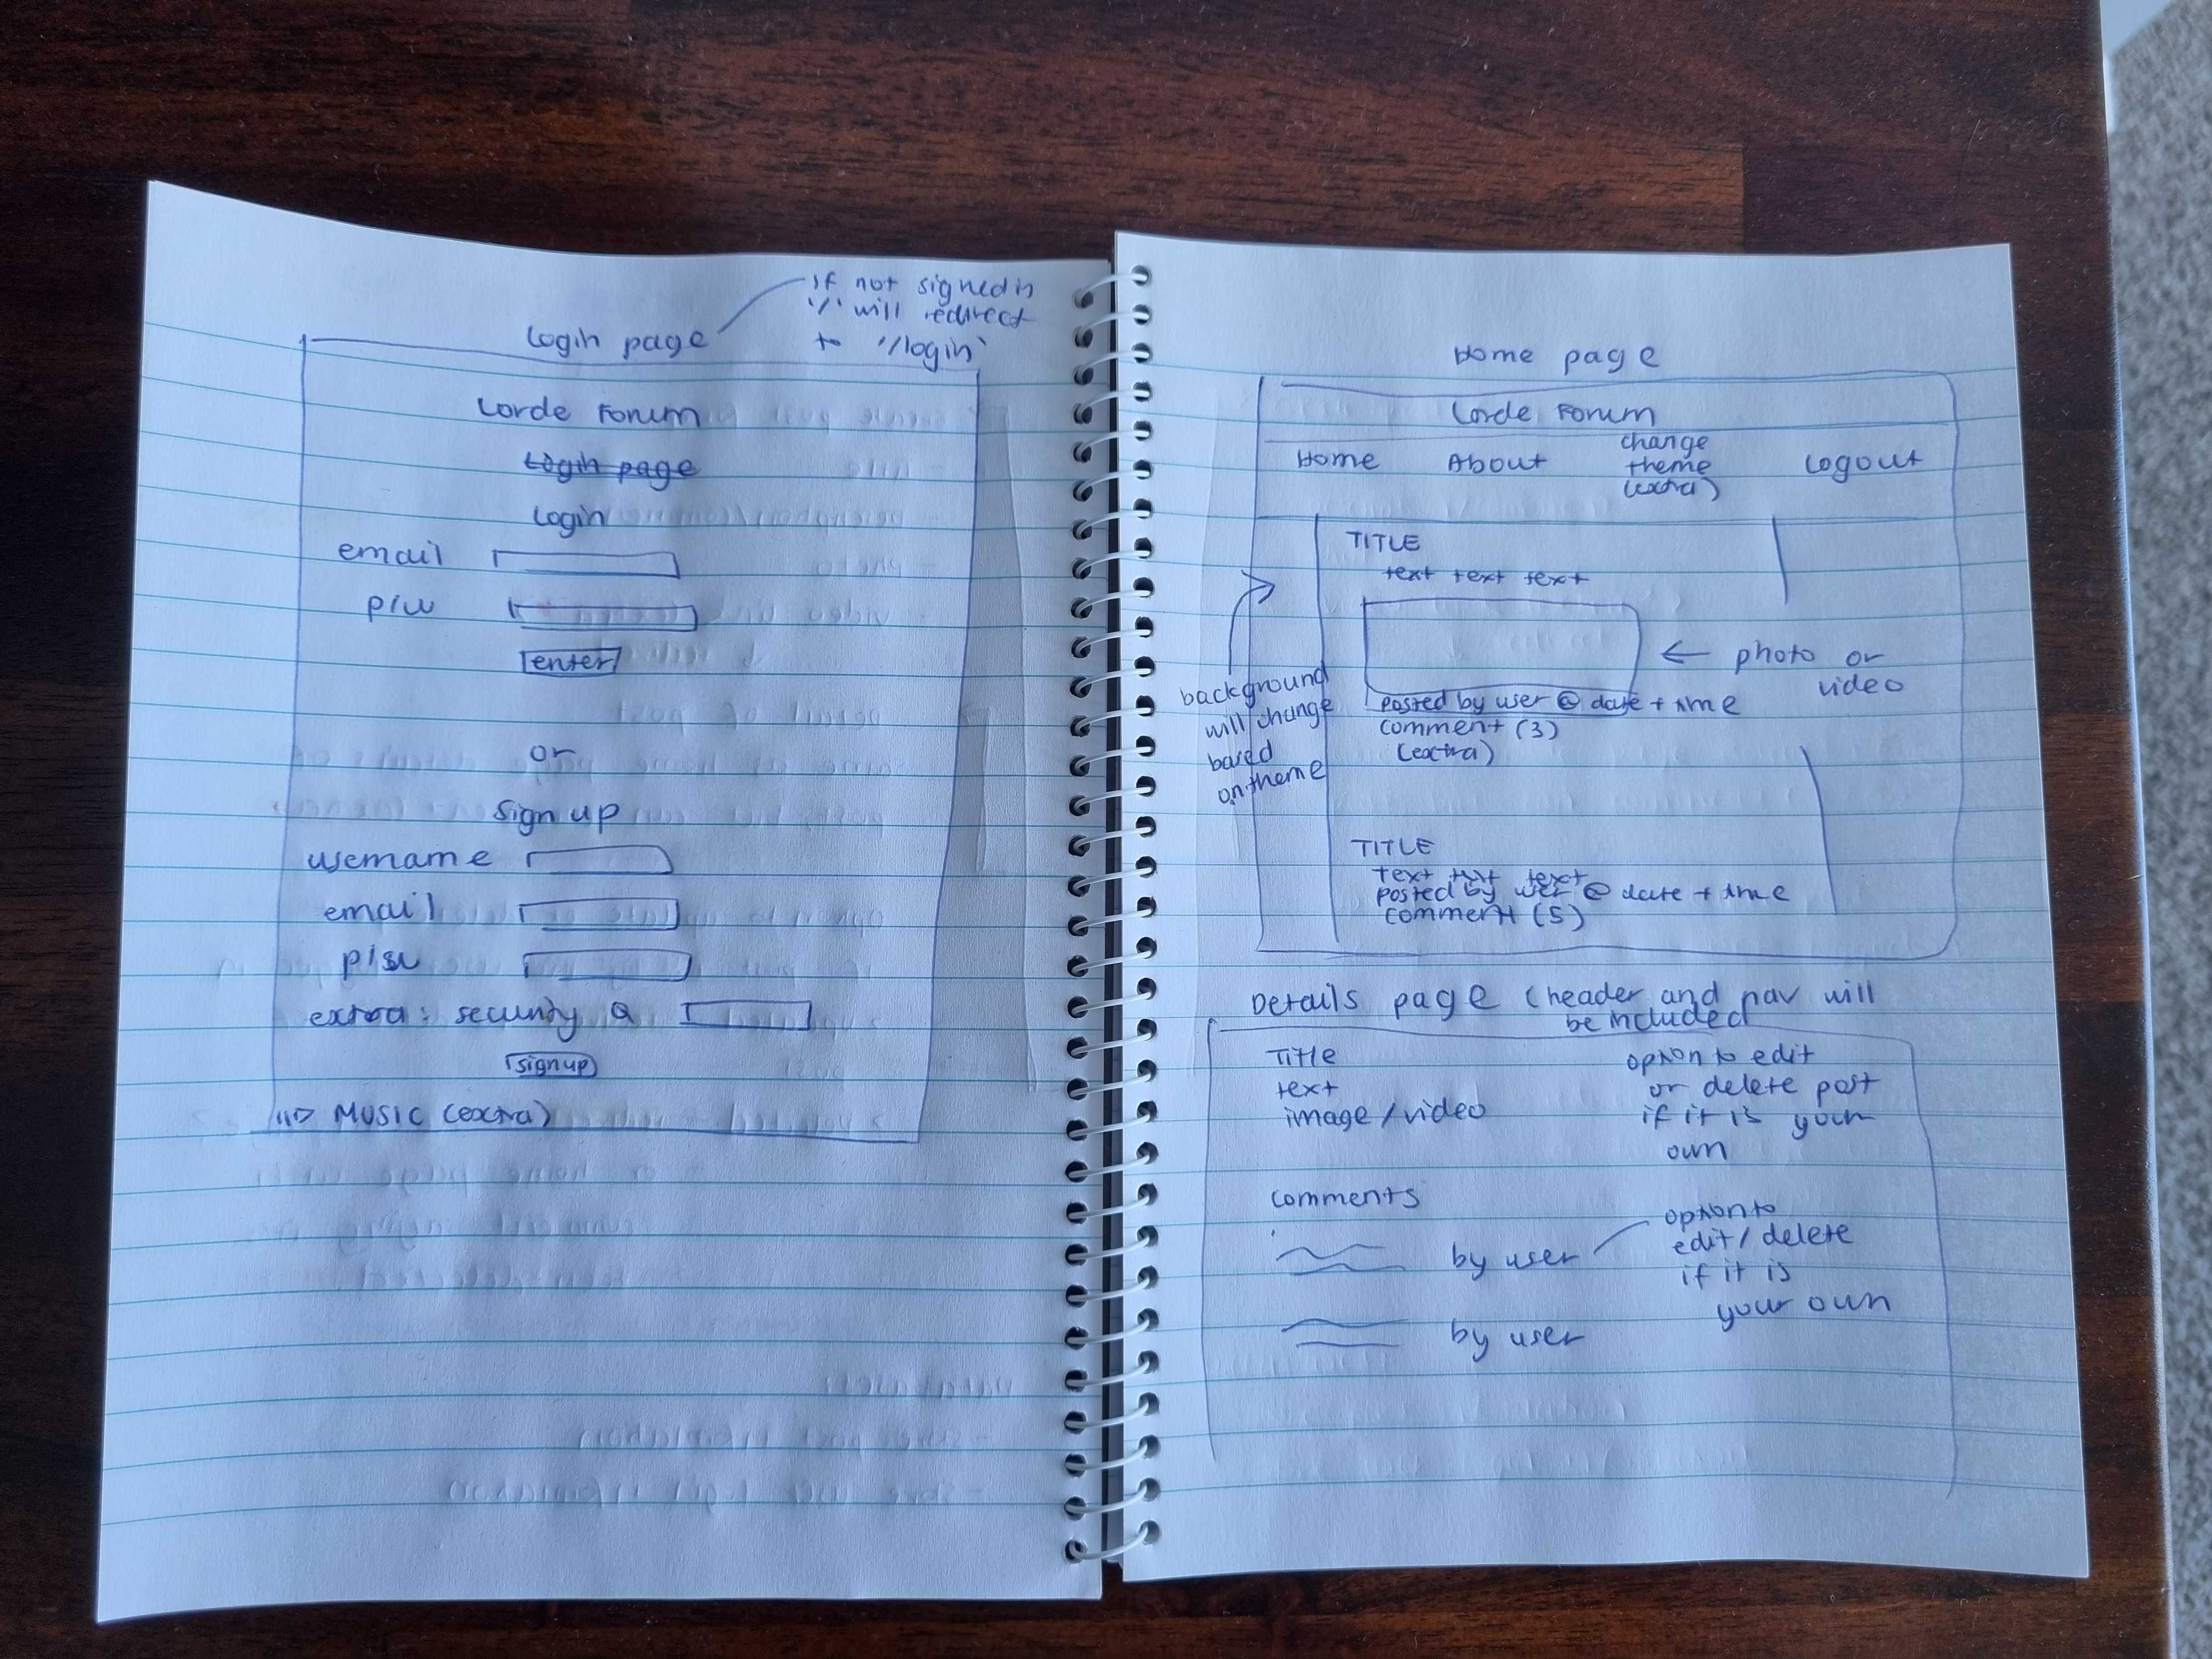 if not signed in
'/' will redirect
to '/login'
Login page
Lorde Forum
Login page
Login
email
p/w
enter
or
Sign up
username
email
p/w
extra: security Q
signup
MUSIC (extra)
Home page
Lorde Forum
Home About change theme (extra) Logout
TITLE
text text text
← photo or
video
posted by user @ date + time
comment (3)
(extra)
background
will change
based
on theme
TITLE
text text text
posted by user @ date + time
comment (5)
Details page (header and nav will
be included
Title
text
image/video
option to edit
or delete post
if it is your
own
comments
by user
option to
edit/delete
if it is
your own
by user